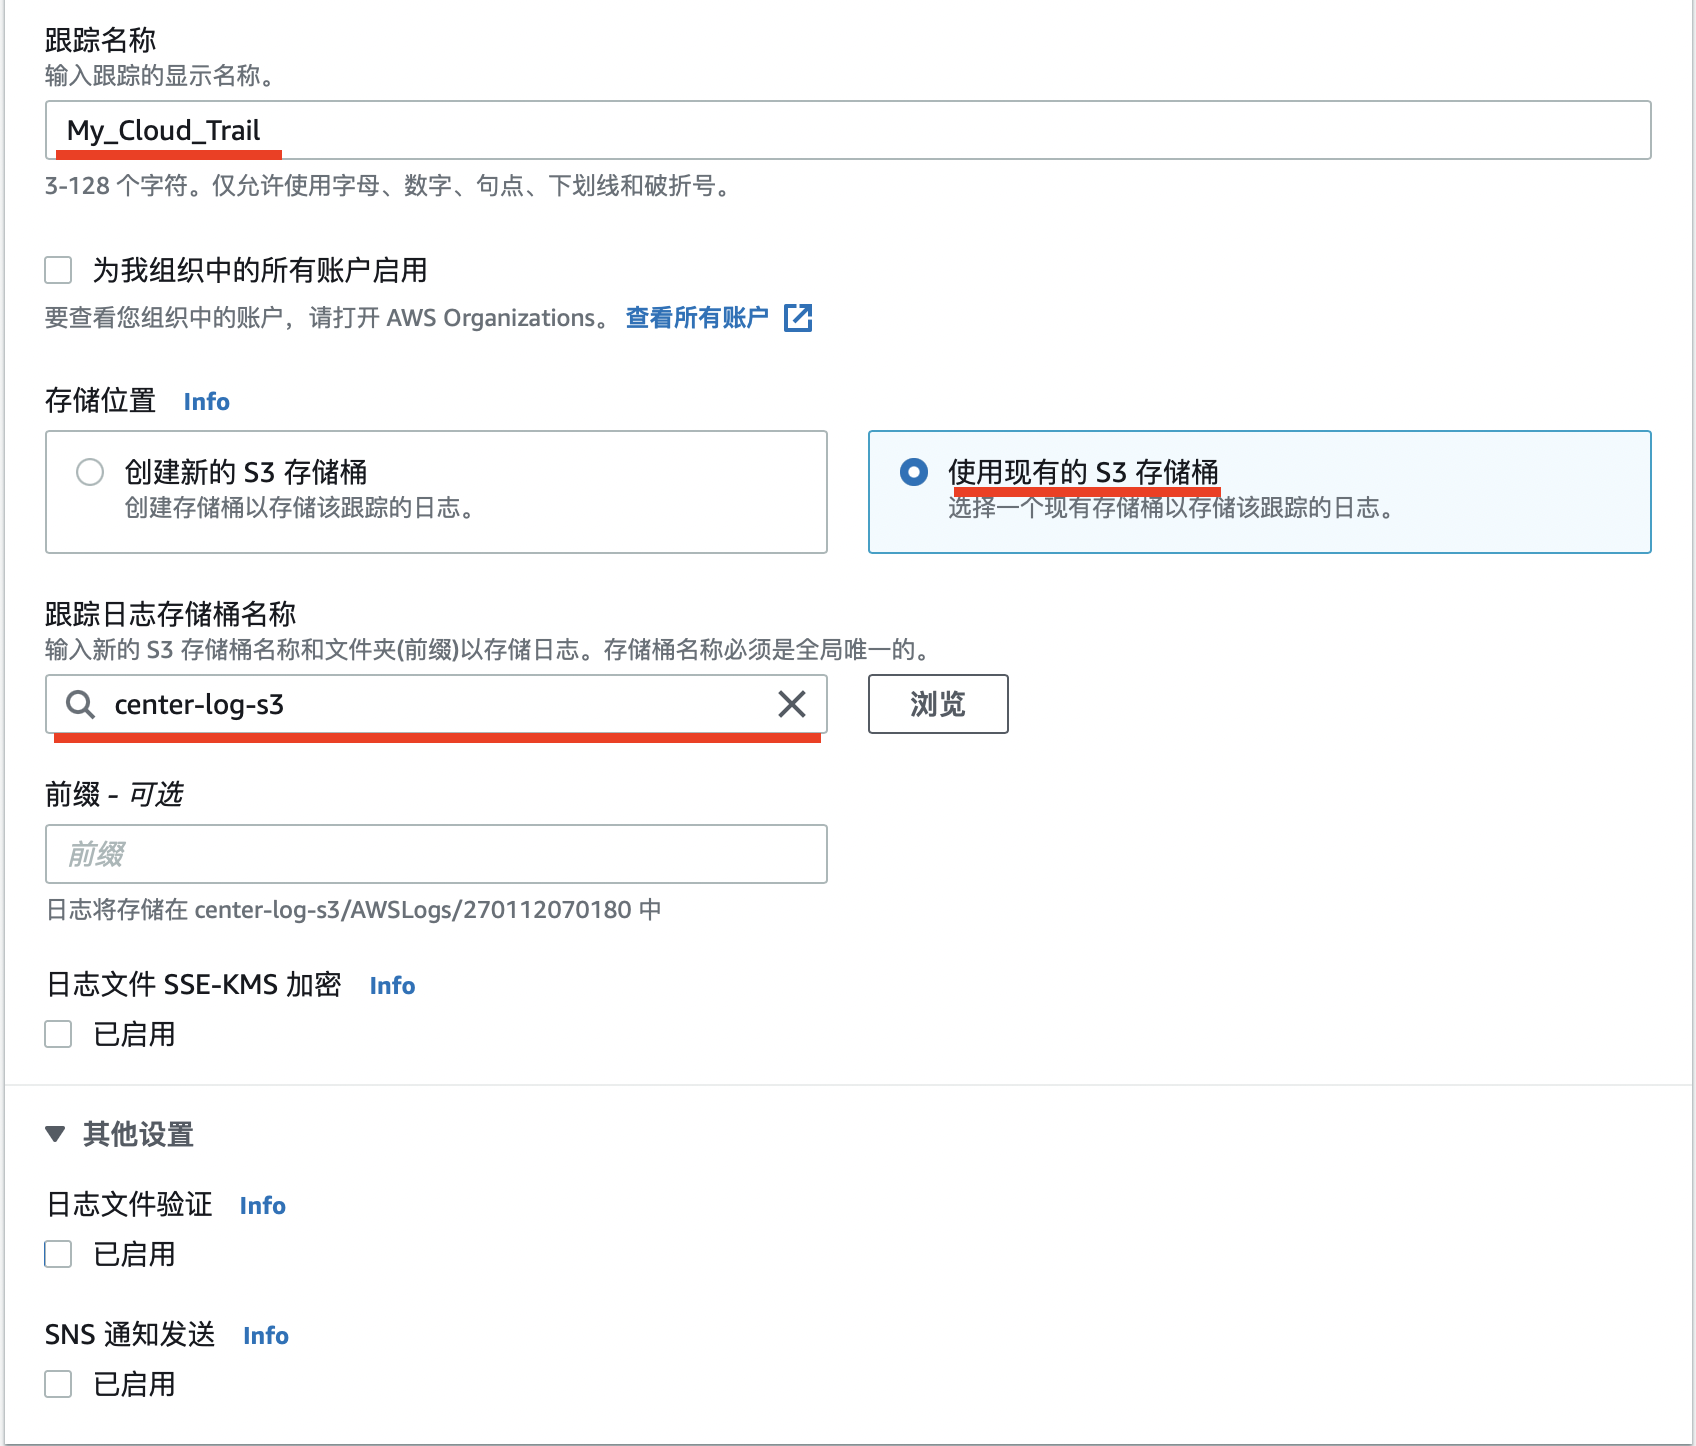 跟踪名称
输入跟踪的显示名称。
My_Cloud_Trail
3-128 个字符。仅允许使用字母、数字、句点、下划线和破折号。
为我组织中的所有账户启用
要查看您组织中的账户，请打开 AWS Organizations。 查看所有账户
存储位置 Info
创建新的 S3 存储桶
创建存储桶以存储该跟踪的日志。
使用现有的 S3 存储桶
选择一个现有存储桶以存储该跟踪的日志。
跟踪日志存储桶名称
输入新的 S3 存储桶名称和文件夹(前缀)以存储日志。存储桶名称必须是全局唯一的。
center-log-s3
浏览
前缀 - 可选
前缀
日志将存储在 center-log-s3/AWSLogs/270112070180 中
日志文件 SSE-KMS 加密 Info
已启用
其他设置
日志文件验证 Info
已启用
SNS 通知发送 Info
已启用